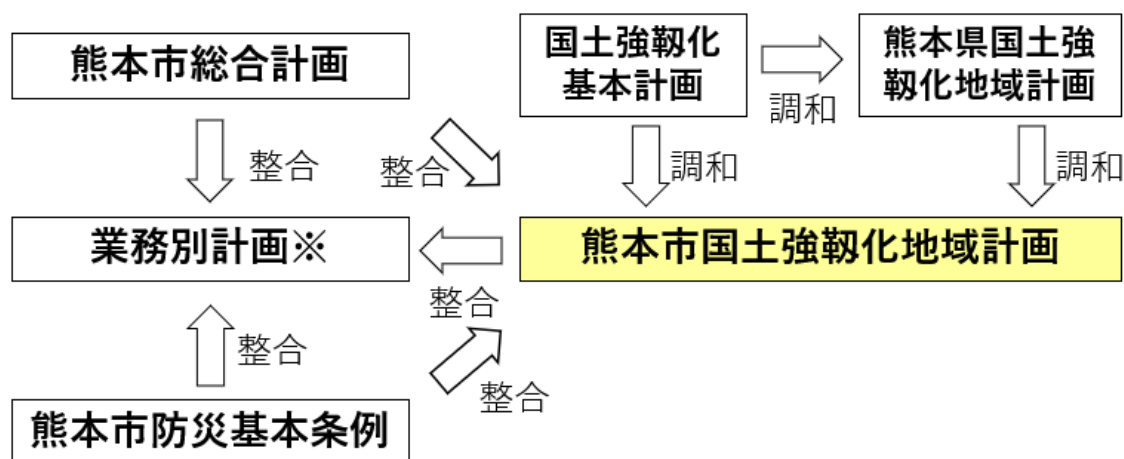 熊本市総合計画
国土強靱化
基本計画
調和
熊本県国土強
靱化地域計画
整合
整合
調和
調和
業務別計画※
熊本市国土強靱化地域計画
整合
整合
整合
熊本市防災基本条例